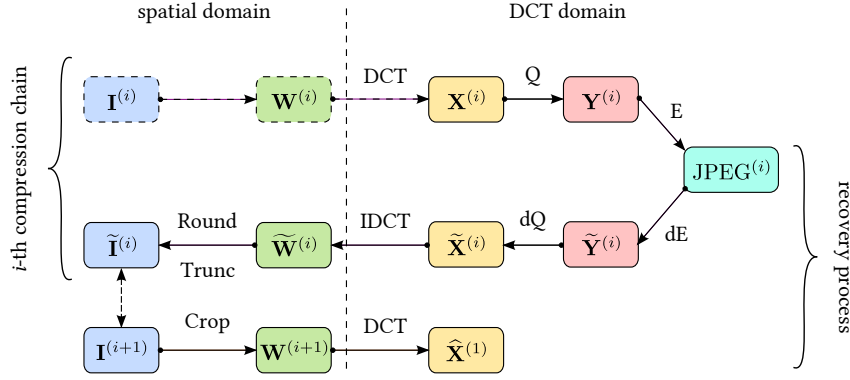 spatial domain
DCT domain
i-th compression chain
I^(i)
W^(i)
DCT
X^(i)
Q
Y^(i)
E
JPEG^(i)
dE
Ỹ^(i)
dQ
X̃^(i)
IDCT
W̃^(i)
Round
Trunc
Ĩ^(i)
I^(i+1)
Crop
W^(i+1)
DCT
X̂^(1)
recovery process